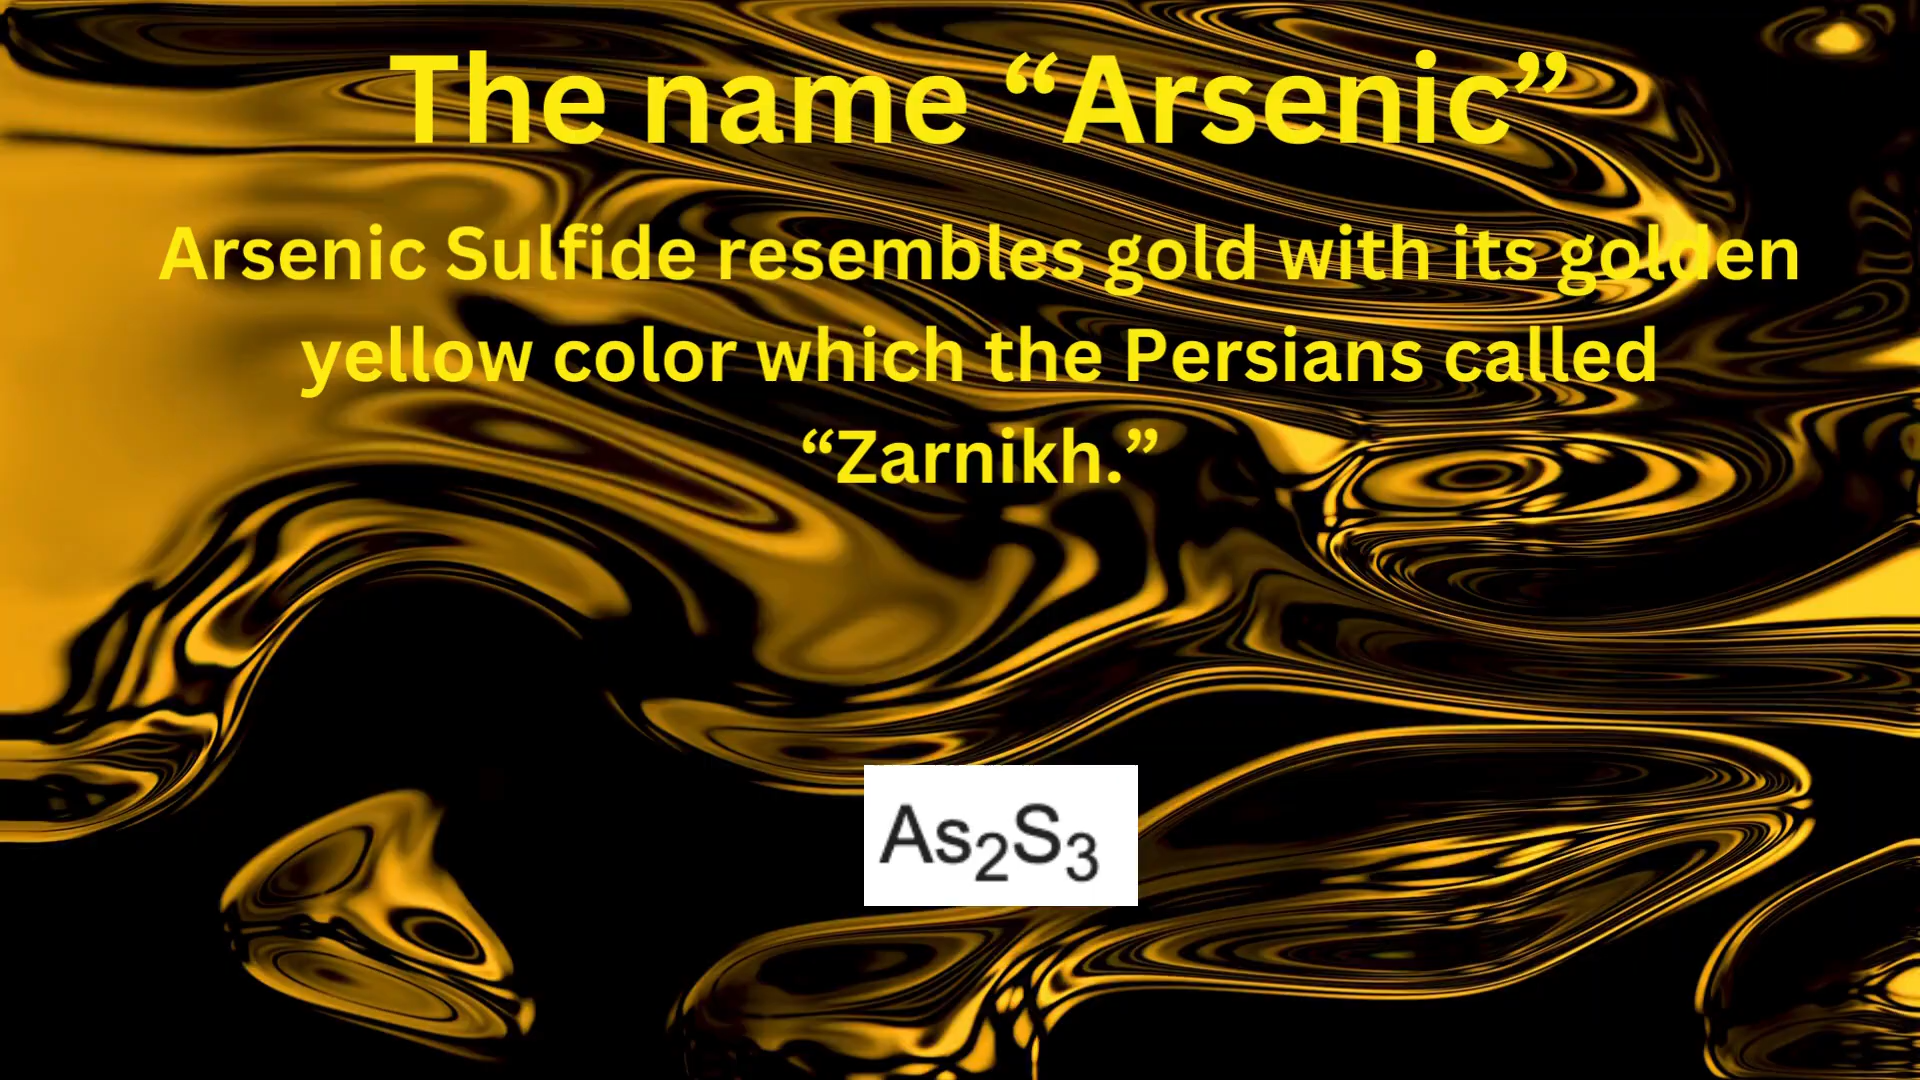 The name “Arsenic”
Arsenic Sulfide resembles gold with its golden
yellow color which the Persians called
“Zarnikh.”
As₂S₃